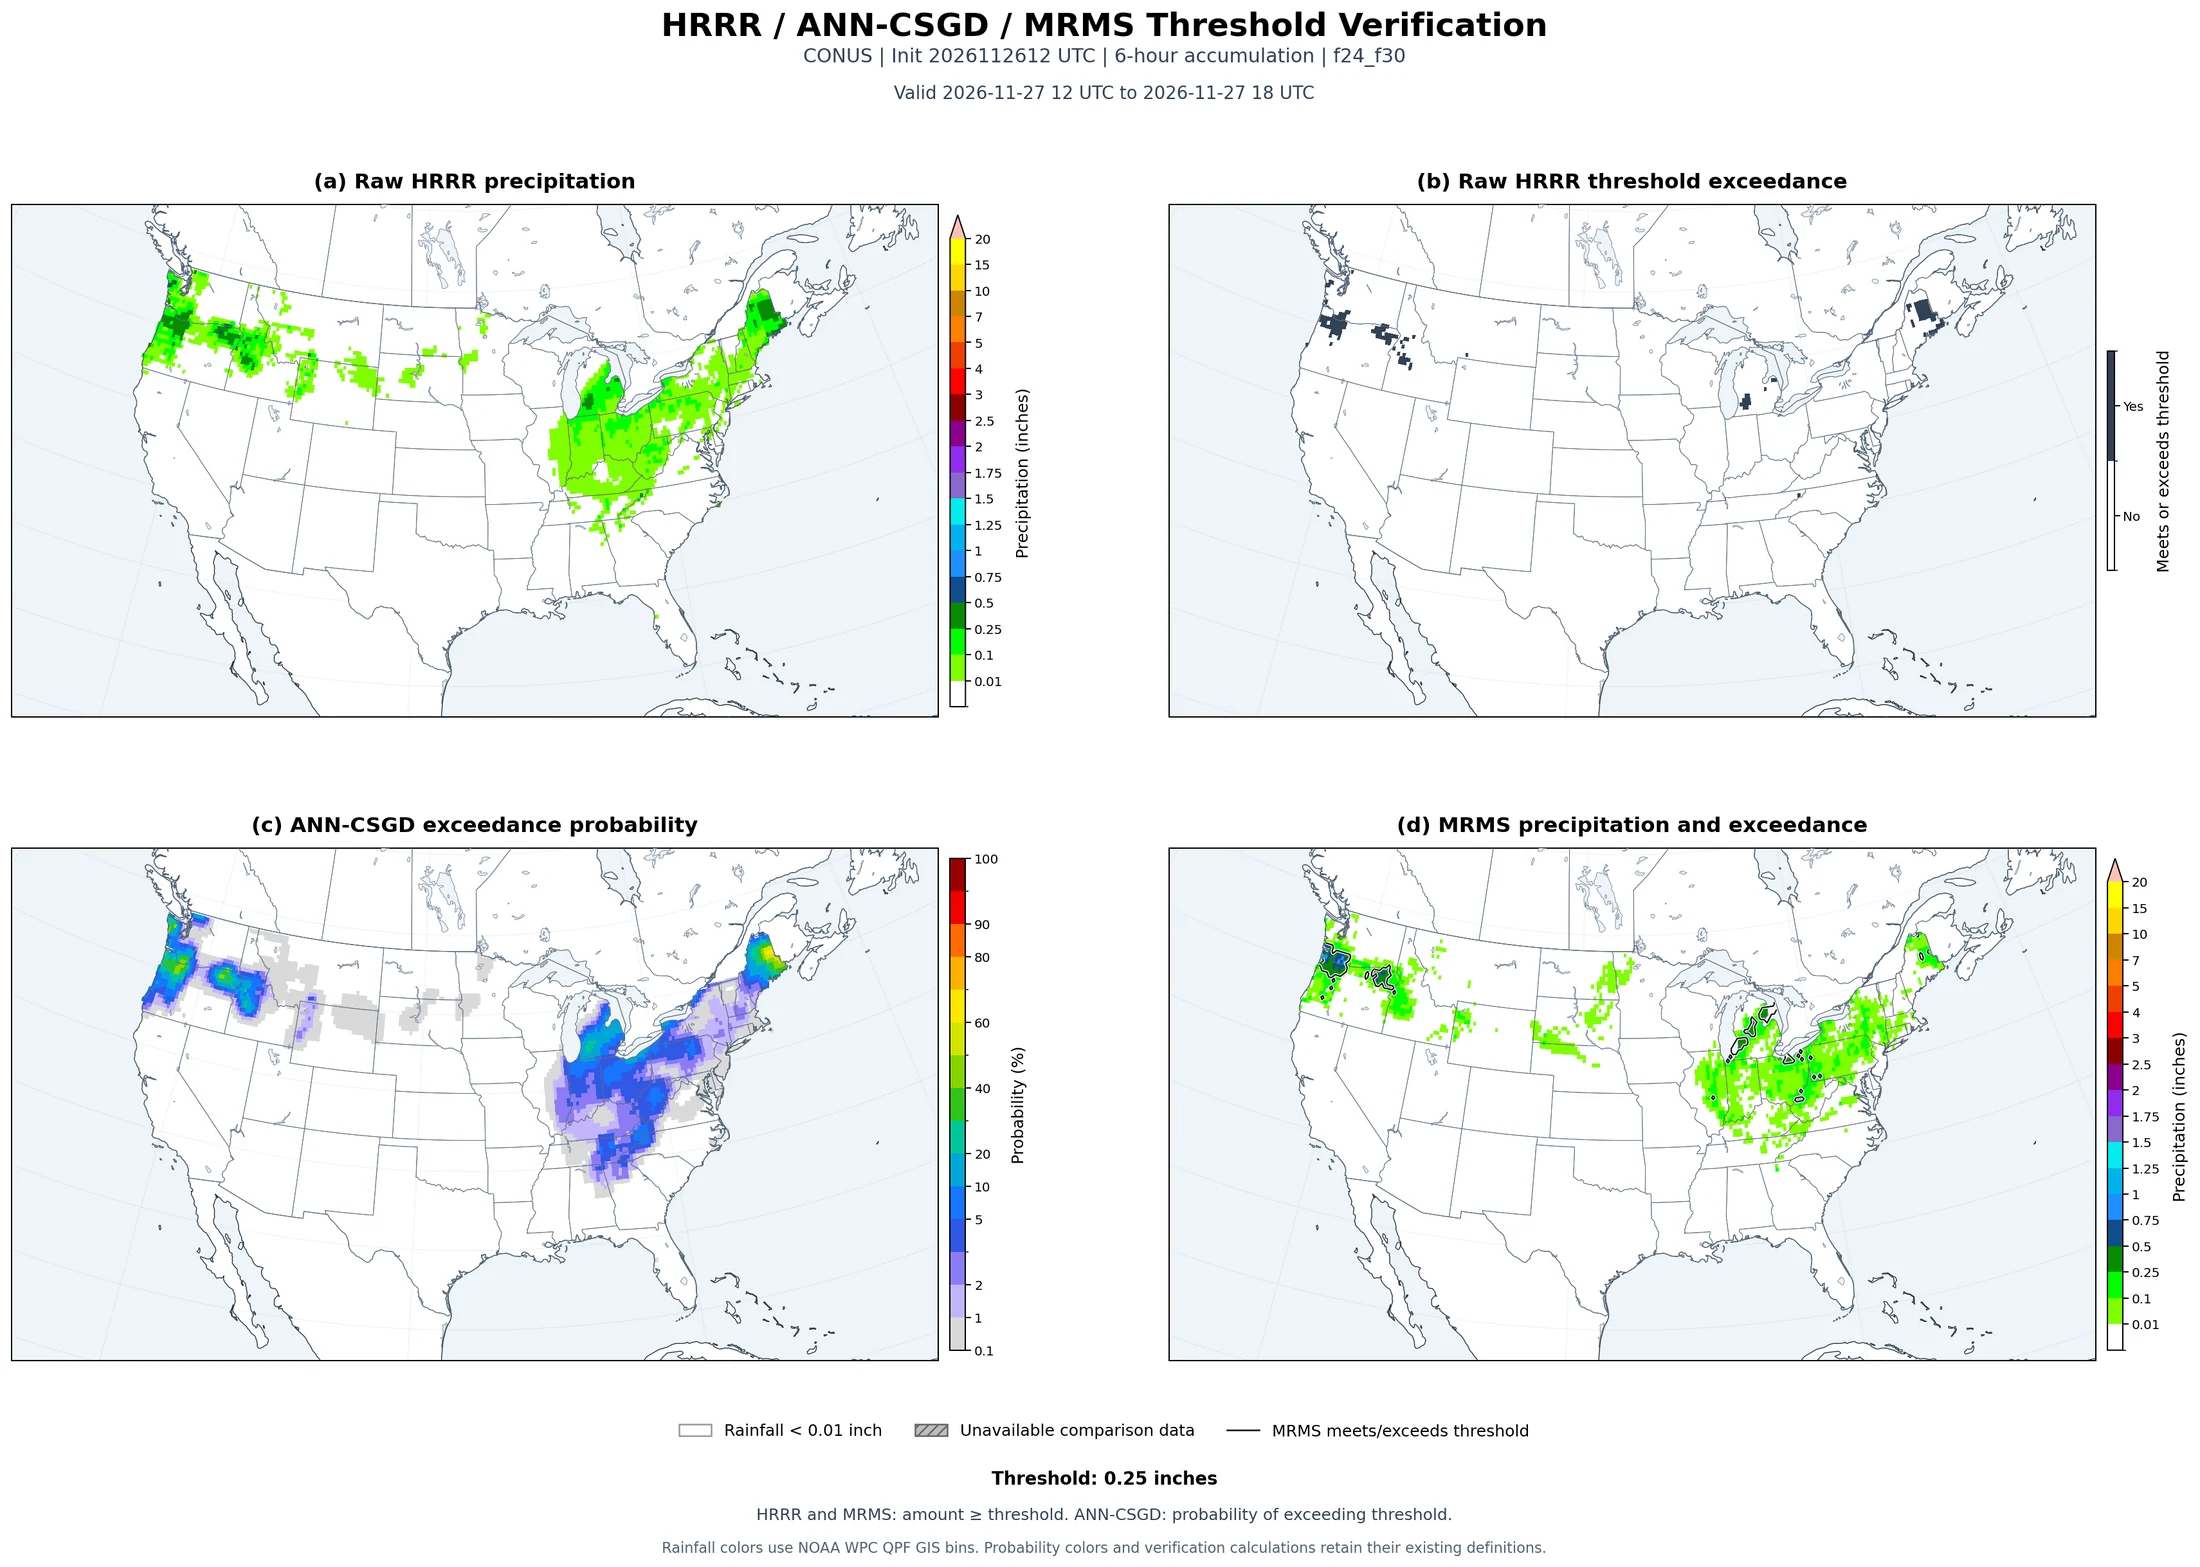 HRRR / ANN-CSGD / MRMS Threshold Verification
CONUS | Init 2026112612 UTC | 6-hour accumulation | f24_f30
Valid 2026-11-27 12 UTC to 2026-11-27 18 UTC
(a) Raw HRRR precipitation
20
15
10
7
5
4
3
2.5
2
1.75
1.5
1.25
1
0.75
0.5
0.25
0.1
0.01
Precipitation (inches)
(b) Raw HRRR threshold exceedance
Yes
No
Meets or exceeds threshold
(c) ANN-CSGD exceedance probability
100
90
80
60
40
20
10
5
2
1
0.1
Probability (%)
(d) MRMS precipitation and exceedance
20
15
10
7
5
4
3
2.5
2
1.75
1.5
1.25
1
0.75
0.5
0.25
0.1
0.01
Precipitation (inches)
Rainfall < 0.01 inch
Unavailable comparison data
MRMS meets/exceeds threshold
Threshold: 0.25 inches
HRRR and MRMS: amount ≥ threshold. ANN-CSGD: probability of exceeding threshold.
Rainfall colors use NOAA WPC QPF GIS bins. Probability colors and verification calculations retain their existing definitions.